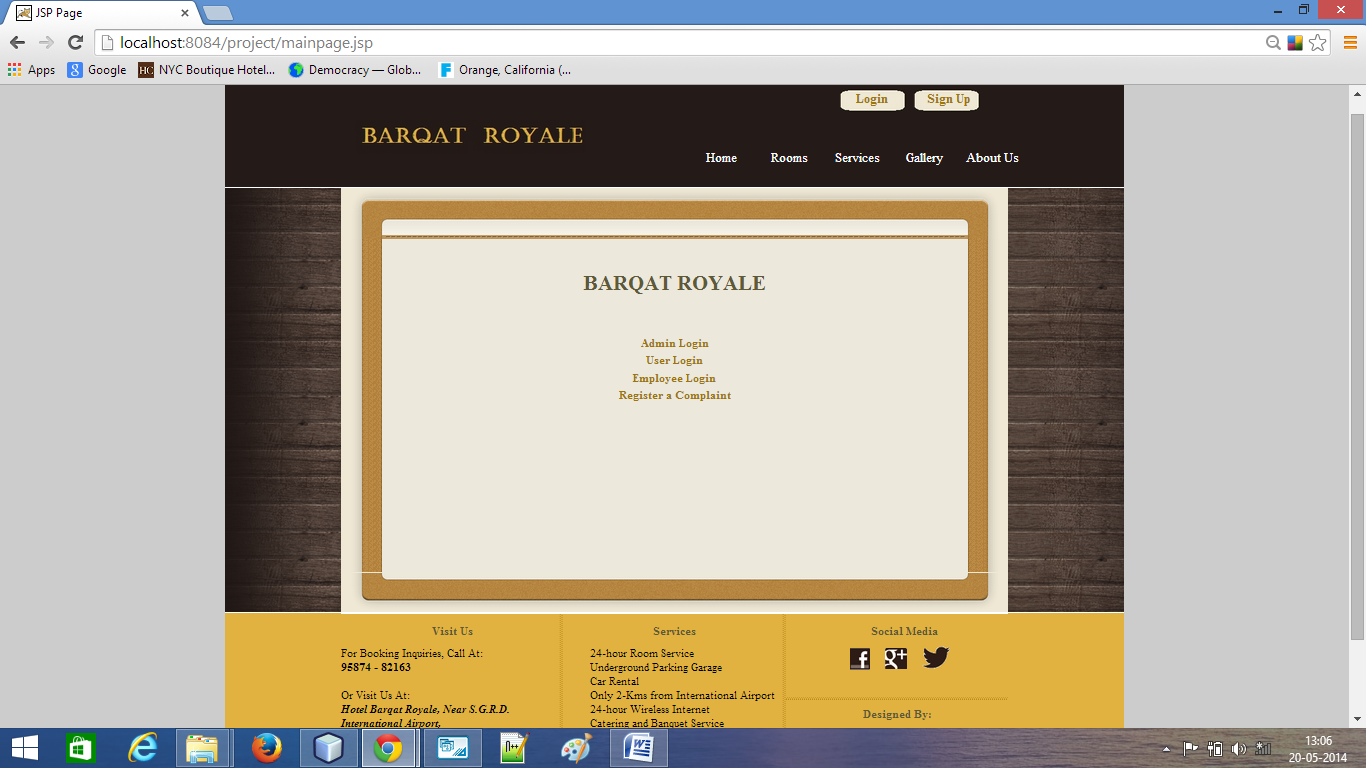 JSP Page
localhost:8084/project/mainpage.jsp
Apps Google NYC Boutique Hotel... Democracy — Glob... Orange, California (...
Login Sign Up
BARQAT ROYALE
Home Rooms Services Gallery About Us
BARQAT ROYALE
Admin Login
User Login
Employee Login
Register a Complaint
Visit Us
For Booking Inquiries, Call At:
95874 - 82163
Or Visit Us At:
Hotel Barqat Royale, Near S.G.R.D.
International Airport,
Services
24-hour Room Service
Underground Parking Garage
Car Rental
Only 2-Kms from International Airport
24-hour Wireless Internet
Catering and Banquet Service
Social Media
Designed By:
13:06
20-05-2014